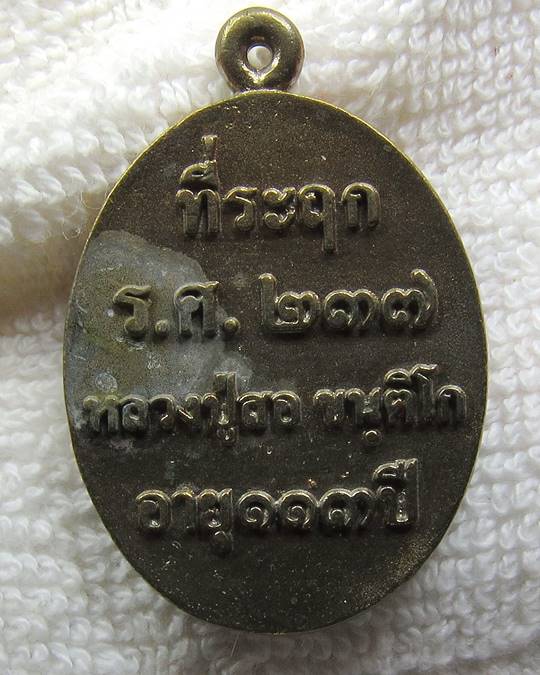 ที่ระฤก
ร.ศ. ๒๓๗
หลวงปู่สอ ขนฺติโก
อายุ๑๑๓ปี